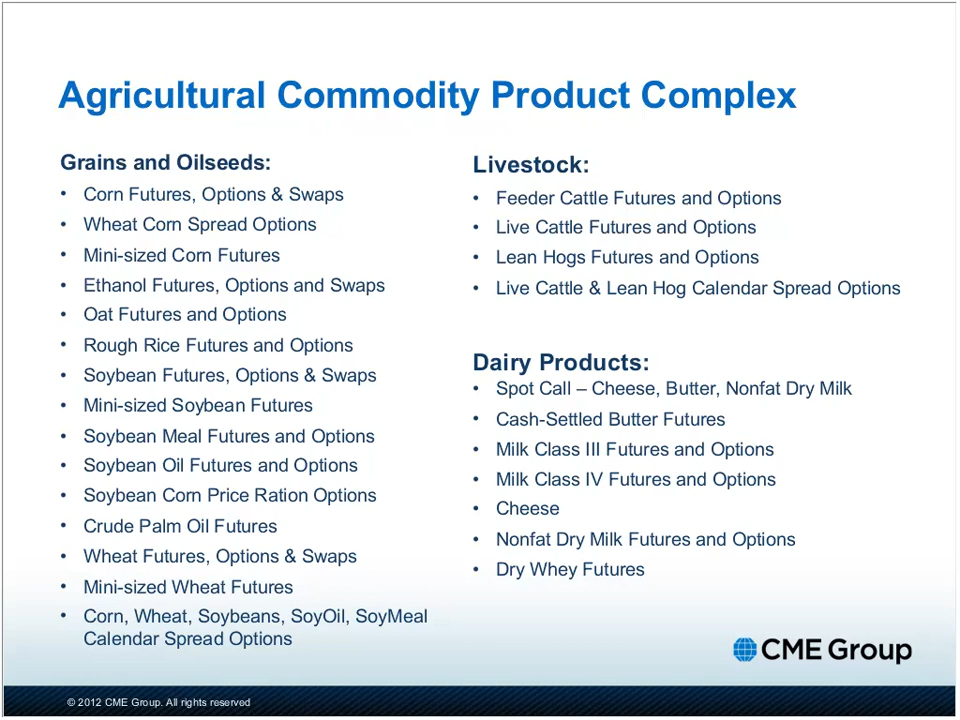 Agricultural Commodity Product Complex
Grains and Oilseeds:
• Corn Futures, Options & Swaps
• Wheat Corn Spread Options
• Mini-sized Corn Futures
• Ethanol Futures, Options and Swaps
• Oat Futures and Options
• Rough Rice Futures and Options
• Soybean Futures, Options & Swaps
• Mini-sized Soybean Futures
• Soybean Meal Futures and Options
• Soybean Oil Futures and Options
• Soybean Corn Price Ration Options
• Crude Palm Oil Futures
• Wheat Futures, Options & Swaps
• Mini-sized Wheat Futures
• Corn, Wheat, Soybeans, SoyOil, SoyMeal
Calendar Spread Options
Livestock:
• Feeder Cattle Futures and Options
• Live Cattle Futures and Options
• Lean Hogs Futures and Options
• Live Cattle & Lean Hog Calendar Spread Options
Dairy Products:
• Spot Call – Cheese, Butter, Nonfat Dry Milk
• Cash-Settled Butter Futures
• Milk Class III Futures and Options
• Milk Class IV Futures and Options
• Cheese
• Nonfat Dry Milk Futures and Options
• Dry Whey Futures
CME Group
© 2012 CME Group. All rights reserved